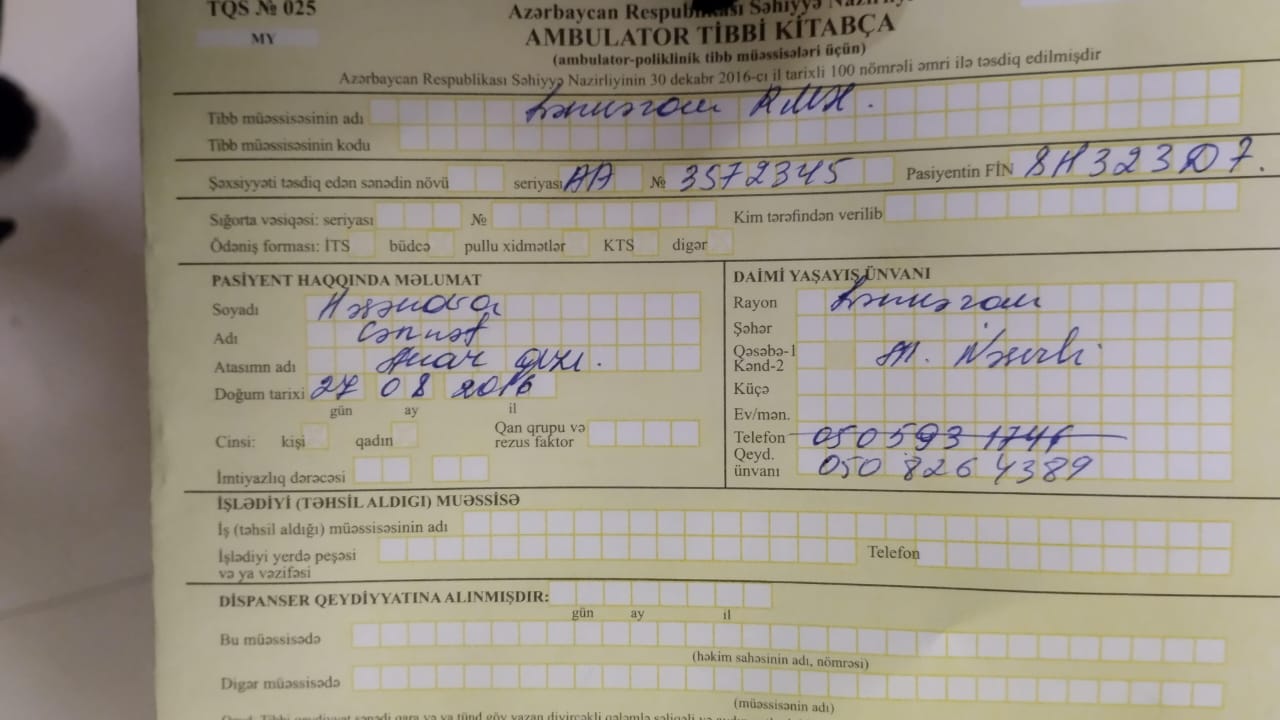 TQS № 025
MY
Azərbaycan Respublikası Səhiyyə
AMBULATOR TİBBİ KİTABÇA
(ambulator-poliklinik tibb müəssisələri üçün)
Azərbaycan Respublikası Səhiyyə Nazirliyinin 30 dekabr 2016-cı il tarixli 100 nömrəli əmri ilə təsdiq edilmişdir
Tibb müəssisəsinin adı
Tibb müəssisəsinin kodu
Şəxsiyyəti təsdiq edən sənədin növü seriyası AA № 3572345 Pasiyentin FİN
Sığorta vəsiqəsi: seriyası № Kim tərəfindən verilib
Ödəniş forması: İTS büdcə pullu xidmətlər KTS digər
PASİYENT HAQQINDA MƏLUMAT
Soyadı
Adı Cənnət
Atasının adı qızı.
Doğum tarixi 27 08 2016
gün ay il
Cinsi: kişi qadın Qan qrupu və rezus faktor
İmtiyazlıq dərəcəsi
DAİMİ YAŞAYIŞ ÜNVANI
Rayon
Şəhər
Qəsəbə-1
Kənd-2
Küçə
Ev/mən.
Telefon
Qeyd. ünvanı 050 826 4389
İŞLƏDİYİ (TƏHSİL ALDIGI) MUƏSSİSƏ
İş (təhsil aldığı) müəssisəsinin adı
İşlədiyi yerdə peşəsi Telefon
və ya vəzifəsi
DİSPANSER QEYDİYYATINA ALINMIŞDIR:
gün ay il
Bu müəssisədə
(həkim sahəsinin adı, nömrəsi)
Digər müəssisədə
(müəssisənin adı)